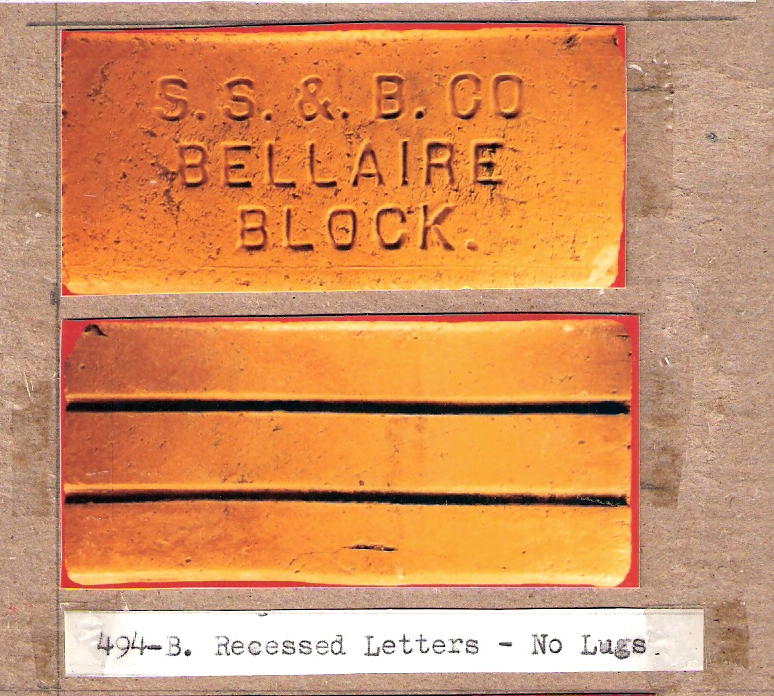 S. S. &. B. CO
BELLAIRE
BLOCK.
494-B. Recessed Letters - No Lugs.